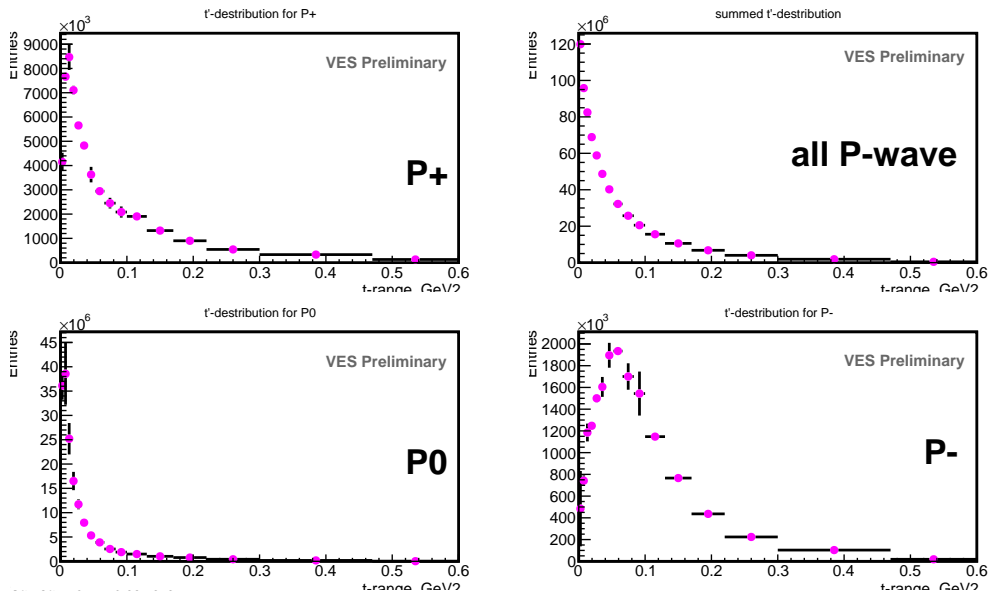 t'-destribution for P+
×10³
Entries
9000
8000
7000
6000
5000
4000
3000
2000
1000
0
VES Preliminary
P+
0 0.1 0.2 0.3 0.4 0.5 0.6
t-range, GeV2
summed t'-destribution
×10⁶
Entries
120
100
80
60
40
20
0
VES Preliminary
all P-wave
0 0.1 0.2 0.3 0.4 0.5 0.6
t-range, GeV2
t'-destribution for P0
×10⁶
Entries
45
40
35
30
25
20
15
10
5
0
VES Preliminary
P0
0 0.1 0.2 0.3 0.4 0.5 0.6
t-range, GeV2
t'-destribution for P-
×10³
Entries
2000
1800
1600
1400
1200
1000
800
600
400
200
0
VES Preliminary
P-
0 0.1 0.2 0.3 0.4 0.5 0.6
t-range, GeV2